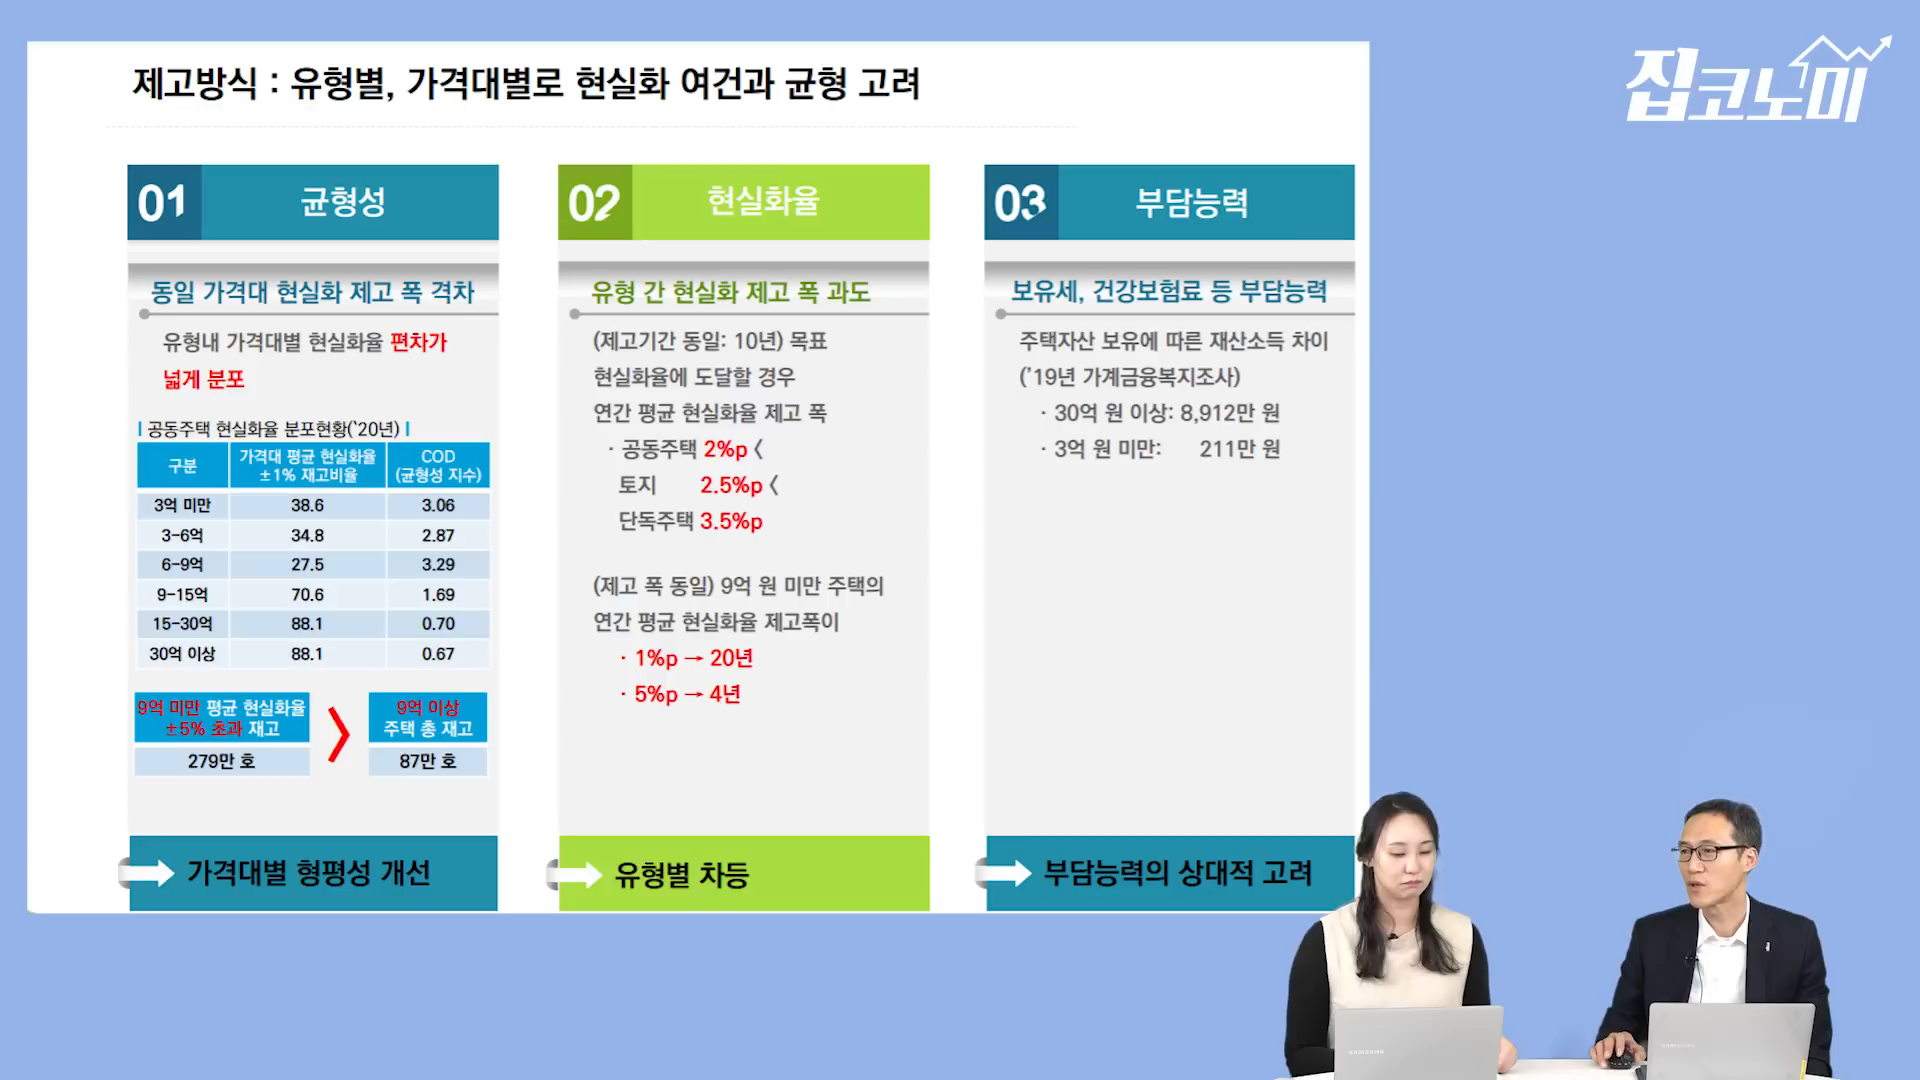 제고방식 : 유형별, 가격대별로 현실화 여건과 균형 고려
집코노미
01 균형성
동일 가격대 현실화 제고 폭 격차
유형내 가격대별 현실화율 편차가
넓게 분포
공동주택 현실화율 분포현황('20년)
구분 가격대 평균 현실화율 ±1% 재고비율 COD (균형성 지수)
3억 미만 38.6 3.06
3-6억 34.8 2.87
6-9억 27.5 3.29
9-15억 70.6 1.69
15-30억 88.1 0.70
30억 이상 88.1 0.67
9억 미만 평균 현실화율
±5% 초과 재고
279만 호
〉
9억 이상
주택 총 재고
87만 호
가격대별 형평성 개선
02 현실화율
유형 간 현실화 제고 폭 과도
(제고기간 동일: 10년) 목표
현실화율에 도달할 경우
연간 평균 현실화율 제고 폭
· 공동주택 2%p〈
토지 2.5%p〈
단독주택 3.5%p
(제고 폭 동일) 9억 원 미만 주택의
연간 평균 현실화율 제고폭이
· 1%p → 20년
· 5%p → 4년
유형별 차등
03 부담능력
보유세, 건강보험료 등 부담능력
주택자산 보유에 따른 재산소득 차이
('19년 가계금융복지조사)
· 30억 원 이상: 8,912만 원
· 3억 원 미만: 211만 원
부담능력의 상대적 고려
SAMSUNG
SAMSUNG